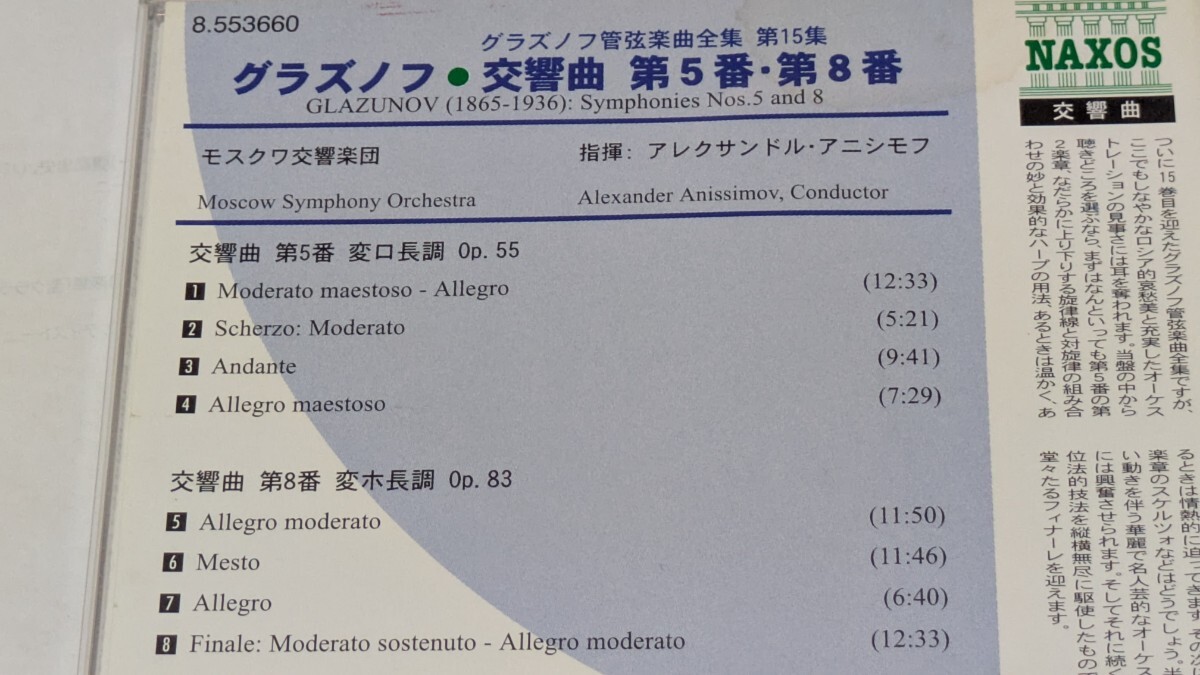 8.553660
グラズノフ管弦楽曲全集 第15集
グラズノフ●交響曲 第5番・第8番
GLAZUNOV (1865-1936): Symphonies Nos.5 and 8
モスクワ交響楽団
指揮: アレクサンドル・アニシモフ
Moscow Symphony Orchestra
Alexander Anissimov, Conductor
交響曲 第5番 変ロ長調 Op. 55
1 Moderato maestoso - Allegro (12:33)
2 Scherzo: Moderato (5:21)
3 Andante (9:41)
4 Allegro maestoso (7:29)
交響曲 第8番 変ホ長調 Op. 83
5 Allegro moderato (11:50)
6 Mesto (11:46)
7 Allegro (6:40)
8 Finale: Moderato sostenuto - Allegro moderato (12:33)
NAXOS
交響曲
ついに15巻目を迎えたグラズノフ管弦楽曲全集ですが、
ここでもしなやかなロシア的哀愁美と充実したオーケス
トレーションの見事さには耳を奪われます。当盤の中から
聴きどころを選ぶなら、まずはなんといっても第5番の第
2楽章、なだらかに上り下りする旋律線と対旋律の組み合
わせの妙と効果的なハープの用法、あるときは温かく、あ
るときは情熱的に迫ってきます。その次に
楽章のスケルツォなどはどうでしょう。半
い動きを伴う華麗で名人芸的なオーケス
には興奮させられます。そしてそれに続く
位法的技法を縦横無尽に駆使したもので
堂々たるフィナーレを迎えます。